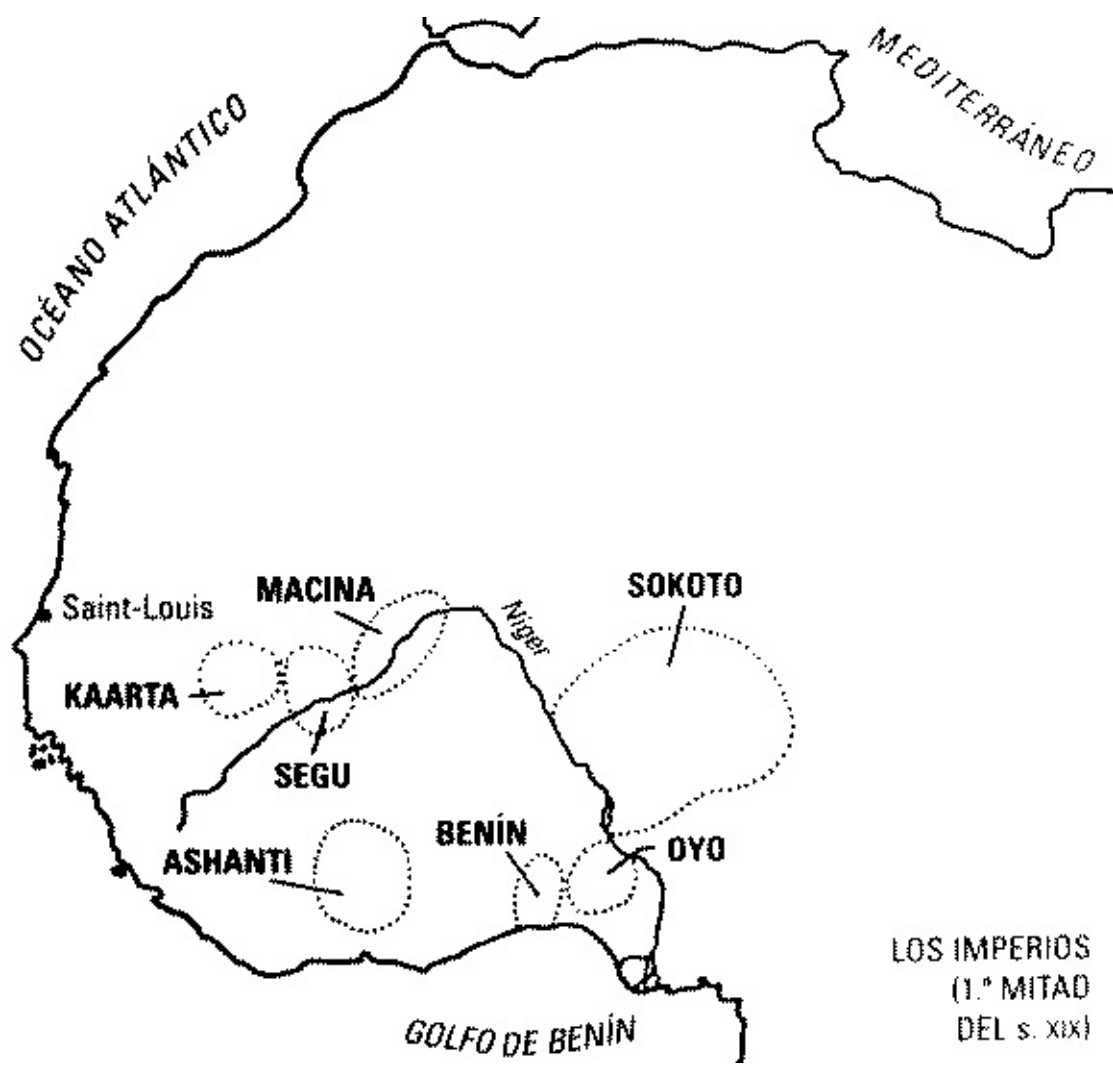 MEDITERRÁNEO
OCÉANO ATLÁNTICO
MACINA
SOKOTO
Saint-Louis
Niger
KAARTA
SEGU
BENÍN
OYO
ASHANTI
LOS IMPERIOS
(1.ª MITAD
DEL s. XIX)
GOLFO DE BENÍN